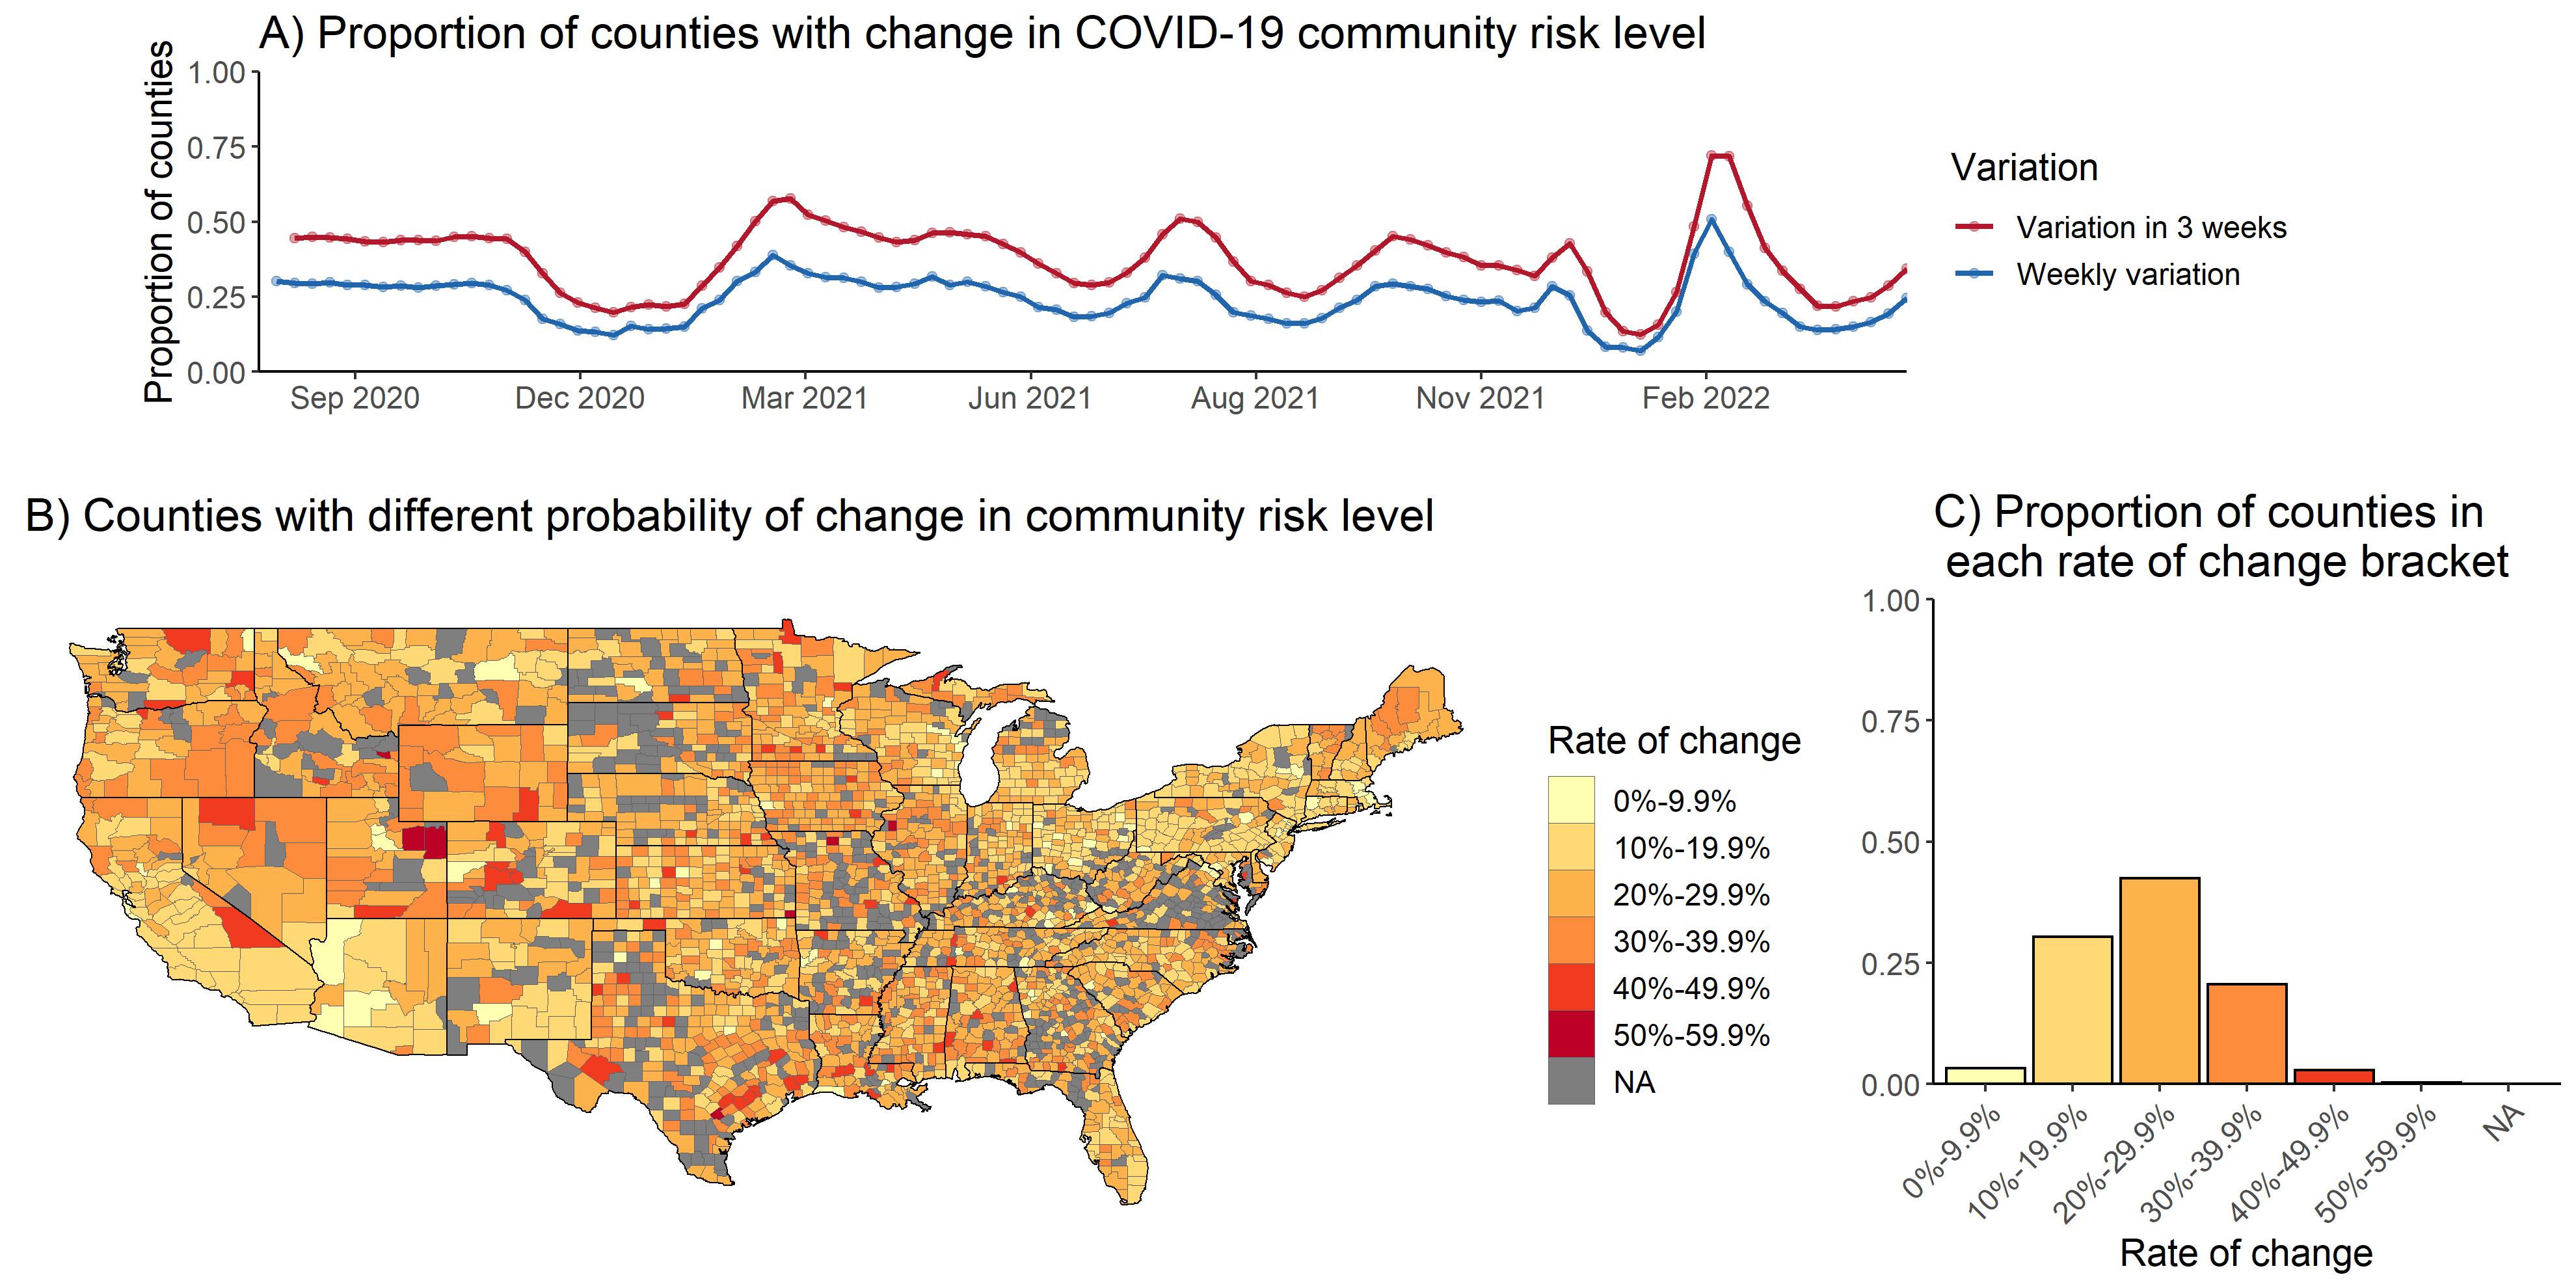 A) Proportion of counties with change in COVID-19 community risk level
Proportion of counties
1.00
0.75
0.50
0.25
0.00
Sep 2020
Dec 2020
Mar 2021
Jun 2021
Aug 2021
Nov 2021
Feb 2022
Variation
Variation in 3 weeks
Weekly variation
B) Counties with different probability of change in community risk level
Rate of change
0%-9.9%
10%-19.9%
20%-29.9%
30%-39.9%
40%-49.9%
50%-59.9%
NA
C) Proportion of counties in
each rate of change bracket
1.00
0.75
0.50
0.25
0.00
0%-9.9%
10%-19.9%
20%-29.9%
30%-39.9%
40%-49.9%
50%-59.9%
NA
Rate of change